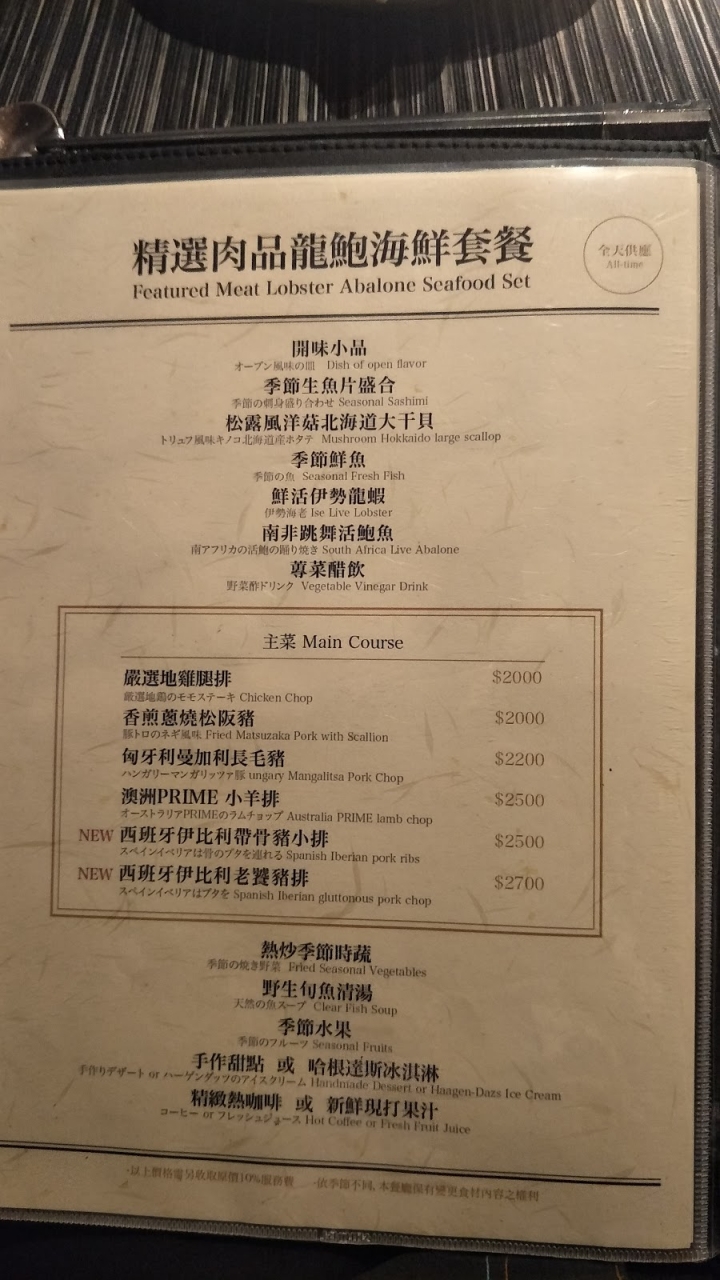 精選肉品龍鮑海鮮套餐
Featured Meat Lobster Abalone Seafood Set
全天供應
All-time
開味小品
オープン風味の皿 Dish of open flavor
季節生魚片盛合
季節の刺身盛り合わせ Seasonal Sashimi
松露風洋菇北海道大干貝
トリュフ風味キノコ北海道産ホタテ Mushroom Hokkaido large scallop
季節鮮魚
季節の魚 Seasonal Fresh Fish
鮮活伊勢龍蝦
伊勢海老 Ise Live Lobster
南非跳舞活鮑魚
南アフリカの活鮑の踊り焼き South Africa Live Abalone
蓴菜醋飲
野菜酢ドリンク Vegetable Vinegar Drink
主菜 Main Course
嚴選地雞腿排 $2000
厳選地鶏のモモステーキ Chicken Chop
香煎蔥燒松阪豬 $2000
豚トロのネギ風味 Fried Matsuzaka Pork with Scallion
匈牙利曼加利長毛豬 $2200
ハンガリーマンガリッツァ豚 ungary Mangalitsa Pork Chop
澳洲PRIME 小羊排 $2500
オーストラリアPRIMEのラムチョップ Australia PRIME lamb chop
NEW 西班牙伊比利帶骨豬小排 $2500
スペインイベリアは骨のブタを連れる Spanish Iberian pork ribs
NEW 西班牙伊比利老饕豬排 $2700
スペインイベリアはブタを Spanish Iberian gluttonous pork chop
熱炒季節時蔬
季節の焼き野菜 Fried Seasonal Vegetables
野生旬魚清湯
天然の魚スープ Clear Fish Soup
季節水果
季節のフルーツ Seasonal Fruits
手作甜點 或 哈根達斯冰淇淋
手作りデザート or ハーゲンダッツのアイスクリーム Handmade Dessert or Haagen-Dazs Ice Cream
精緻熱咖啡 或 新鮮現打果汁
コーヒー or フレッシュジュース Hot Coffee or Fresh Fruit Juice
·以上價格需另收取原價10%服務費 ·依季節不同,本餐廳保有變更食材內容之權利